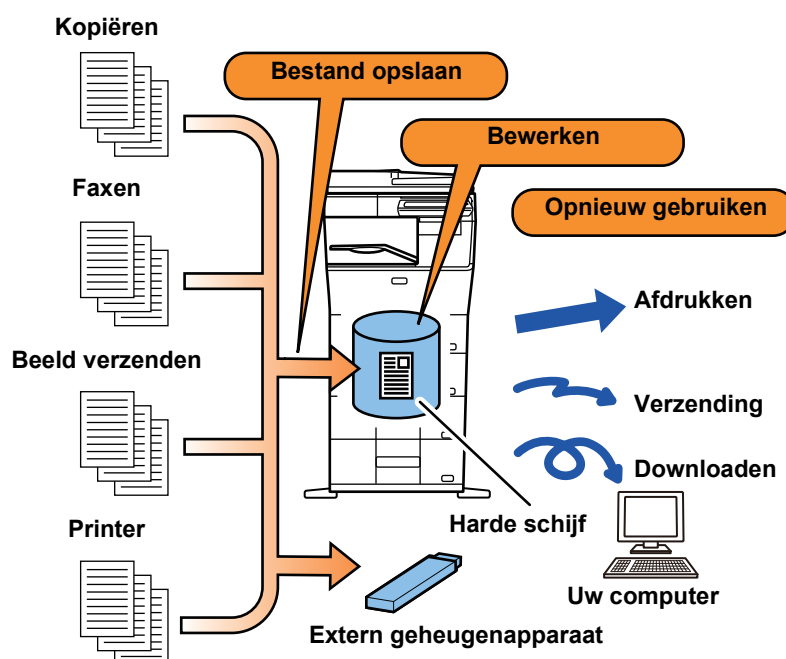 Kopiëren
Bestand opslaan
Bewerken
Faxen
Opnieuw gebruiken
Afdrukken
Beeld verzenden
Verzending
Downloaden
Printer
Harde schijf
Uw computer
Extern geheugenapparaat